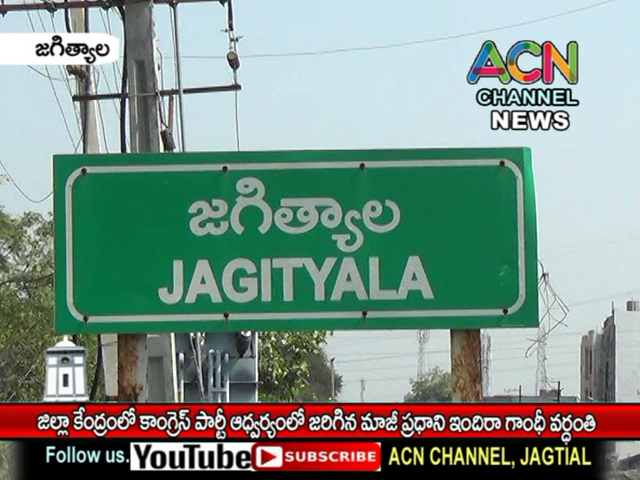 జగిత్యాల
ACN
CHANNEL
NEWS
జగిత్యాల
JAGITYALA
జిల్లా కేంద్రంలో కాంగ్రెస్ పార్టీ ఆధ్వర్యంలో జరిగిన మాజీ ప్రధాని ఇందిరా గాంధీ వర్ధంతి
Follow us. YouTube SUBSCRIBE ACN CHANNEL, JAGTIAL